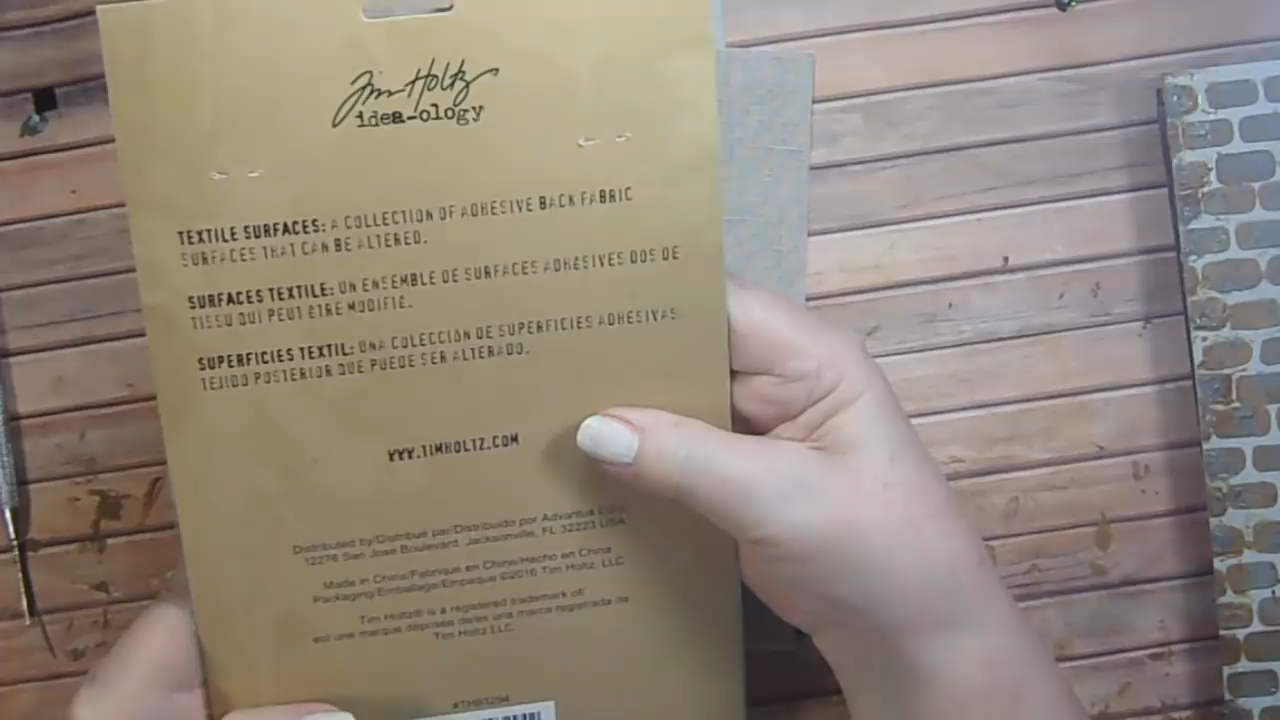 Tim Holtz
idea-ology
TEXTILE SURFACES: A COLLECTION OF ADHESIVE BACK FABRIC
SURFACES THAT CAN BE ALTERED.
SURFACES TEXTILE: UN ENSEMBLE DE SURFACES ADHÉSIVES DOS DE
TISSU QUI PEUT ÊTRE MODIFIÉ.
SUPERFICIES TEXTIL: UNA COLECCIÓN DE SUPERFICIES ADHESIVAS
TEJIDO POSTERIOR QUE PUEDE SER ALTERADO.
WWW.TIMHOLTZ.COM
Distributed by/Distribué par/Distribuido por Advantus
12276 San Jose Boulevard, Jacksonville, FL 32223 USA
Made in China/Fabriqué en Chine/Hecho en China
Packaging/Emballage/Empaque ©2016 Tim Holtz, LLC
Tim Holtz® is a registered trademark of/
est une marque déposée de/es una marca registrada de
Tim Holtz LLC